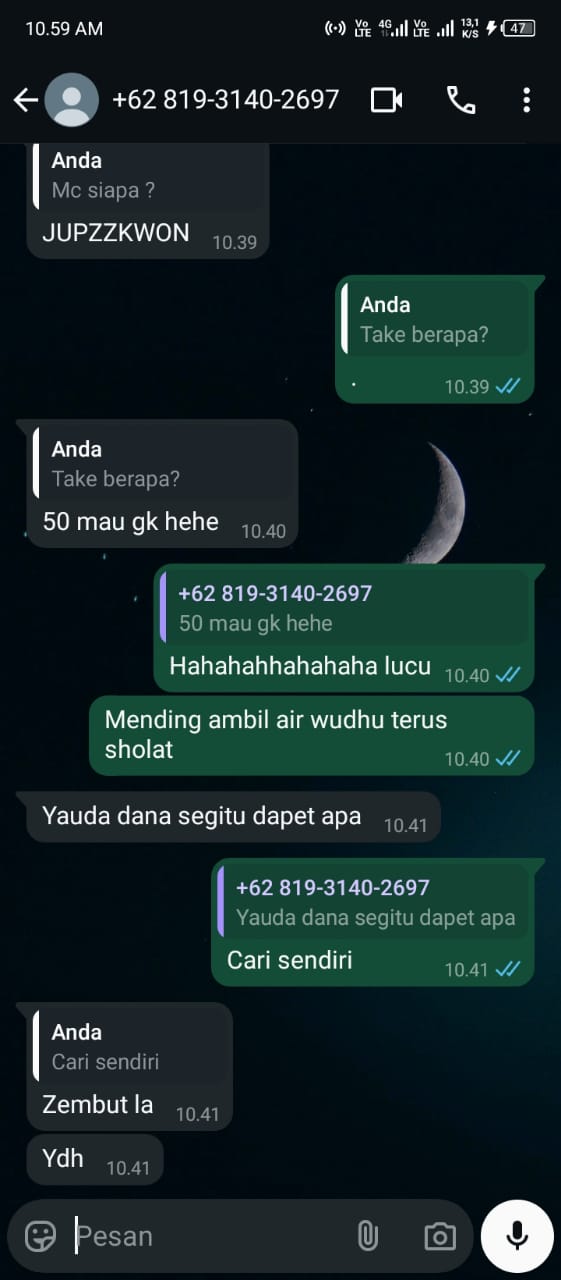 10.59 AM
Vo LTE 4G Vo LTE 13,1 K/S 47
+62 819-3140-2697
Anda
Mc siapa ?
JUPZZKWON 10.39
Anda
Take berapa?
. 10.39
Anda
Take berapa?
50 mau gk hehe 10.40
+62 819-3140-2697
50 mau gk hehe
Hahahahhahahaha lucu 10.40
Mending ambil air wudhu terus
sholat 10.40
Yauda dana segitu dapet apa 10.41
+62 819-3140-2697
Yauda dana segitu dapet apa
Cari sendiri 10.41
Anda
Cari sendiri
Zembut la 10.41
Ydh 10.41
Pesan